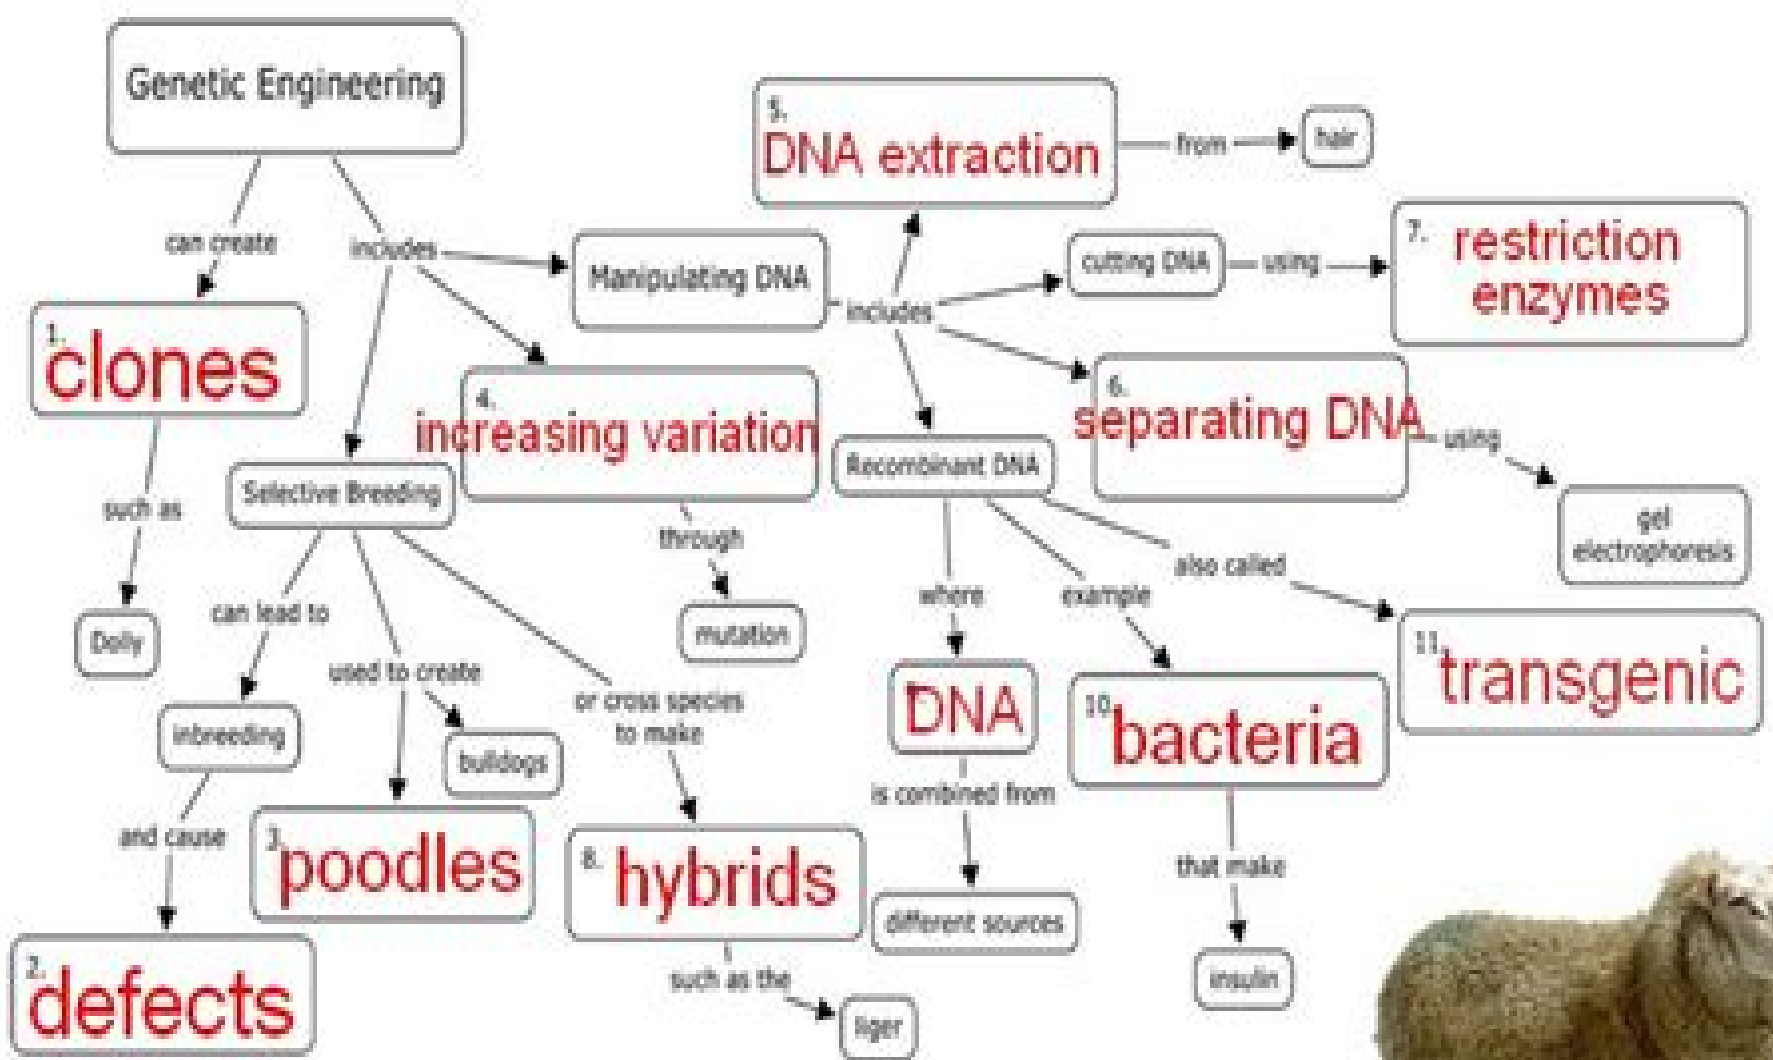 Genetic Engineering
can create
includes
1.
clones
such as
Dolly
Selective Breeding
can lead to
inbreeding
and cause
2.
defects
used to create
3.
poodles
bulldogs
or cross species
to make
8.
hybrids
such as the
liger
4.
increasing variation
through
mutation
Manipulating DNA
includes
5.
DNA extraction
from
hair
cutting DNA
using
7.
restriction
enzymes
6.
separating DNA
using
gel
electrophoresis
Recombinant DNA
where
DNA
is combined from
different sources
example
10.
bacteria
that make
insulin
also called
11.
transgenic